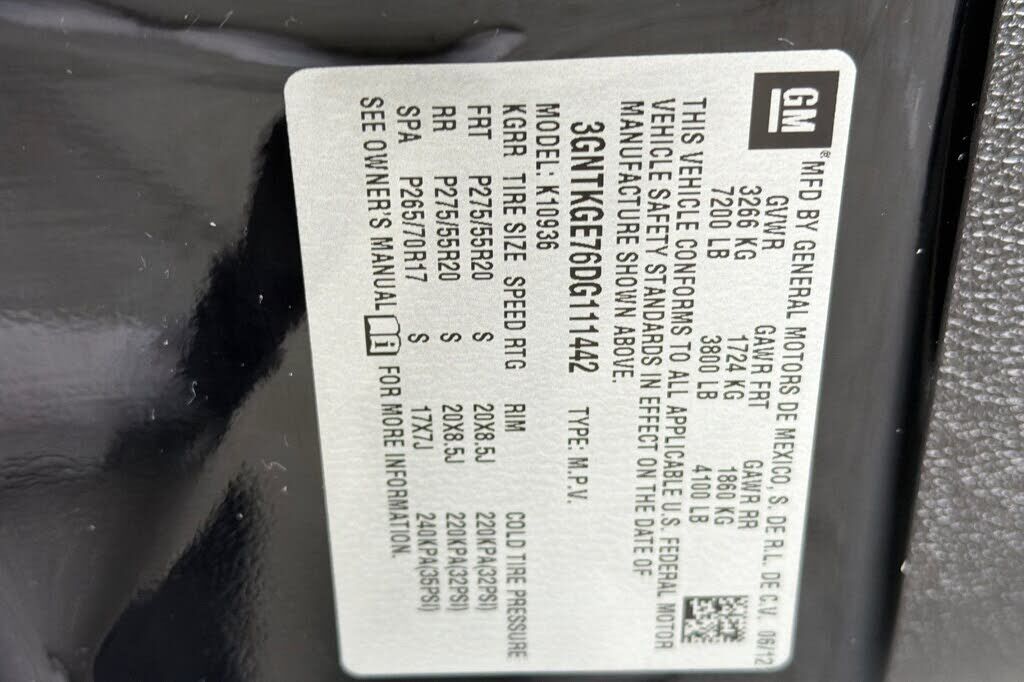 GM
® MFD BY GENERAL MOTORS DE MEXICO, S. DE R.L. DE C.V. 06/12
GVWR GAWR FRT GAWR RR
3266 KG 1724 KG 1860 KG
7200 LB 3800 LB 4100 LB
THIS VEHICLE CONFORMS TO ALL APPLICABLE U.S. FEDERAL MOTOR
VEHICLE SAFETY STANDARDS IN EFFECT ON THE DATE OF
MANUFACTURE SHOWN ABOVE.
3GNTKGE76DG111442 TYPE: M.P.V.
MODEL: K10936
KGRR TIRE SIZE SPEED RTG RIM COLD TIRE PRESSURE
FRT P275/55R20 S 20X8.5J 220KPA(32PSI)
RR P275/55R20 S 20X8.5J 220KPA(32PSI)
SPA P265/70R17 S 17X7J 240KPA(35PSI)
SEE OWNER'S MANUAL i FOR MORE INFORMATION.